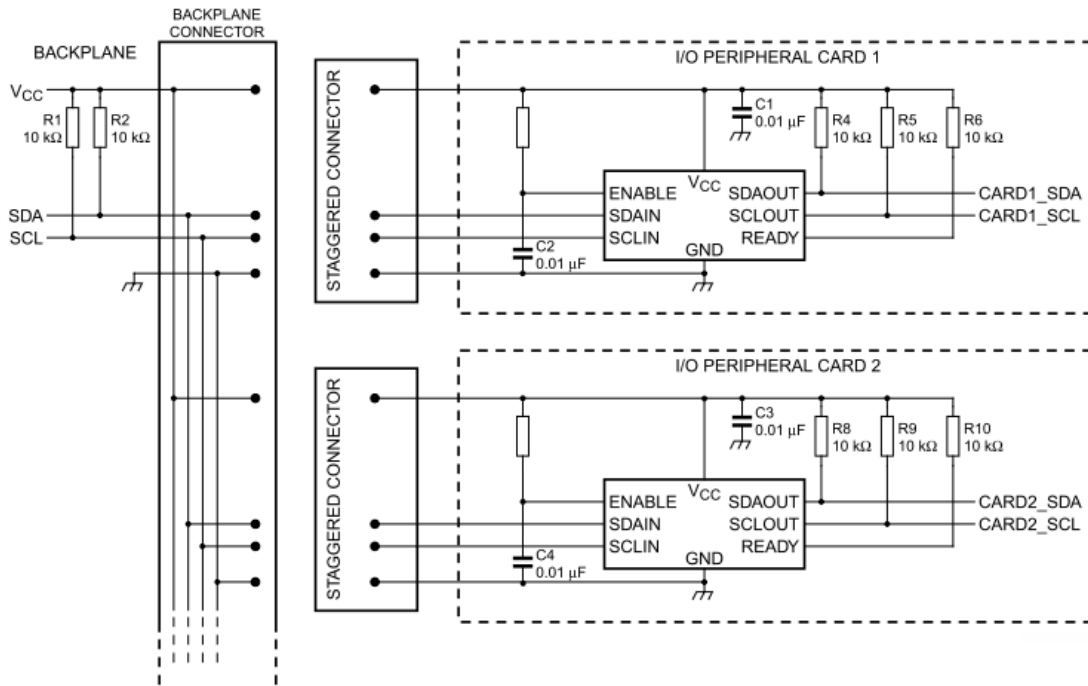 BACKPLANE
CONNECTOR
BACKPLANE
VCC
R1
10 kΩ
R2
10 kΩ
SDA
SCL
STAGGERED CONNECTOR
I/O PERIPHERAL CARD 1
C1
0.01 µF
R4
10 kΩ
R5
10 kΩ
R6
10 kΩ
VCC
ENABLE
SDAIN
SCLIN
SDAOUT
SCLOUT
READY
GND
C2
0.01 µF
CARD1_SDA
CARD1_SCL
STAGGERED CONNECTOR
I/O PERIPHERAL CARD 2
C3
0.01 µF
R8
10 kΩ
R9
10 kΩ
R10
10 kΩ
VCC
ENABLE
SDAIN
SCLIN
SDAOUT
SCLOUT
READY
GND
C4
0.01 µF
CARD2_SDA
CARD2_SCL